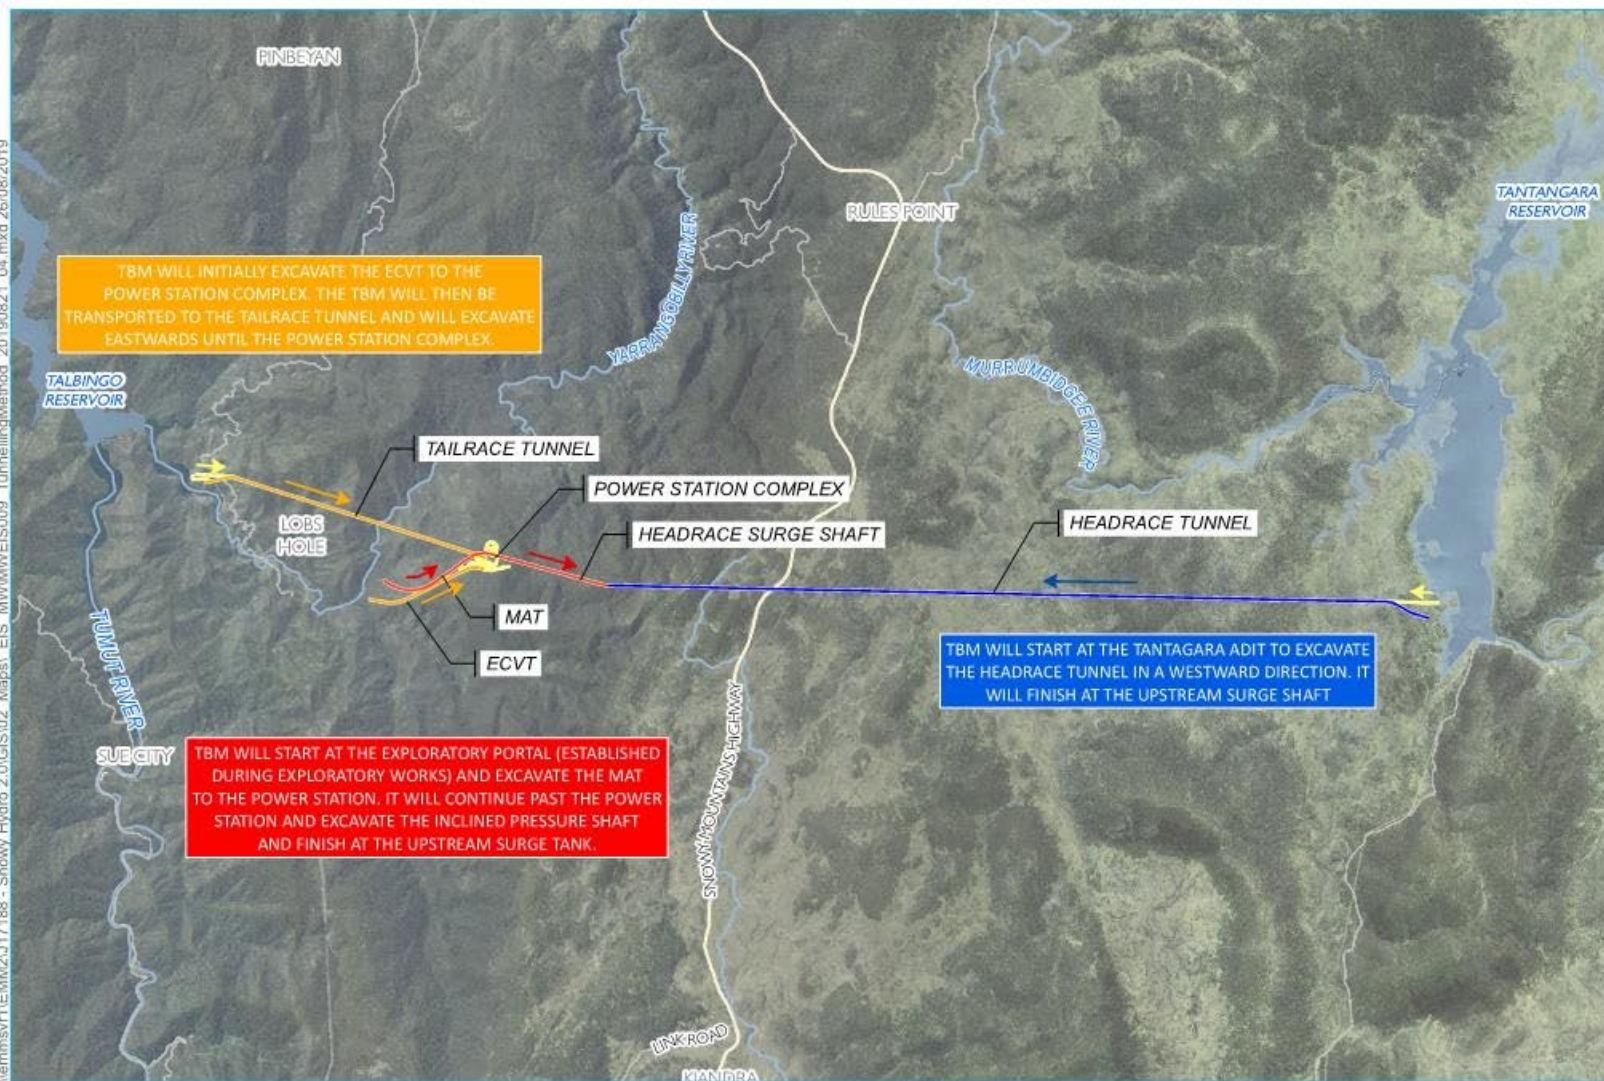 PINBEYAN
RULES POINT
TANTANGARA
RESERVOIR
YARRANGOBILLY RIVER
TBM WILL INITIALLY EXCAVATE THE ECVT TO THE
POWER STATION COMPLEX. THE TBM WILL THEN BE
TRANSPORTED TO THE TAILRACE TUNNEL AND WILL EXCAVATE
EASTWARDS UNTIL THE POWER STATION COMPLEX.
TALBINGO
RESERVOIR
MURRUMBIDGEE RIVER
TAILRACE TUNNEL
POWER STATION COMPLEX
LOBS
HOLE
HEADRACE SURGE SHAFT
HEADRACE TUNNEL
MAT
ECVT
TUMUT RIVER
TBM WILL START AT THE TANTAGARA ADIT TO EXCAVATE
THE HEADRACE TUNNEL IN A WESTWARD DIRECTION. IT
WILL FINISH AT THE UPSTREAM SURGE SHAFT
SUE CITY
TBM WILL START AT THE EXPLORATORY PORTAL (ESTABLISHED
DURING EXPLORATORY WORKS) AND EXCAVATE THE MAT
TO THE POWER STATION. IT WILL CONTINUE PAST THE POWER
STATION AND EXCAVATE THE INCLINED PRESSURE SHAFT
AND FINISH AT THE UPSTREAM SURGE TANK.
SNOWY MOUNTAINS HIGHWAY
LINK ROAD
KIANDRA